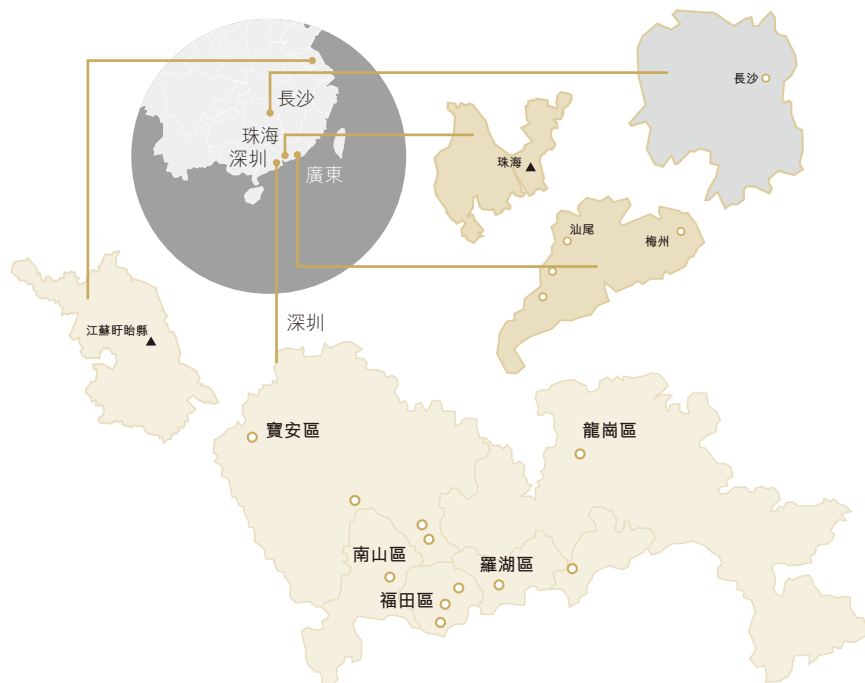 長沙
長沙
珠海
深圳
廣東
珠海
汕尾
梅州
江蘇盱眙縣
深圳
寶安區
龍崗區
南山區
羅湖區
福田區